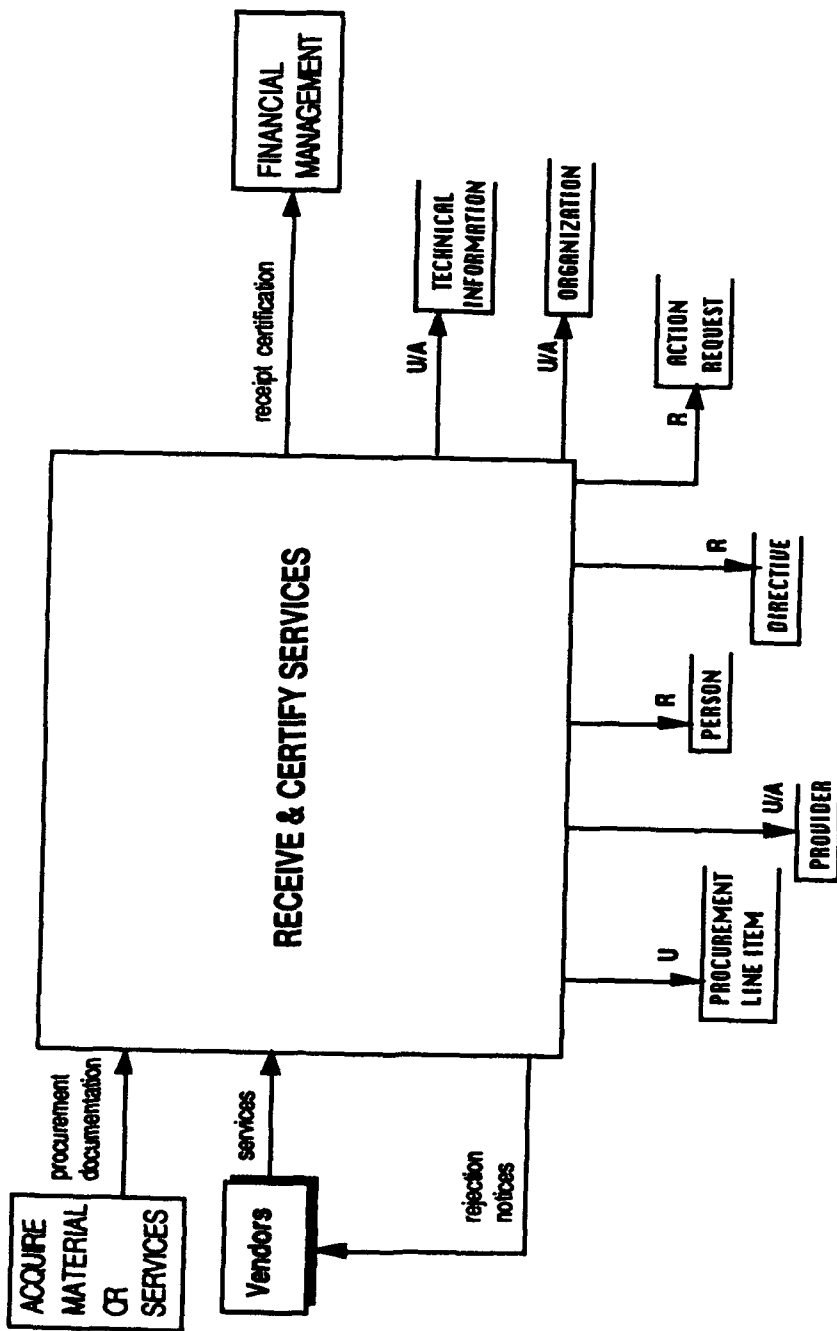 ACQUIRE
MATERIAL
OR
SERVICES
procurement
documentation
Vendors
services
rejection
notices
RECEIVE & CERTIFY SERVICES
receipt certification
FINANCIAL
MANAGEMENT
U/A
TECHNICAL
INFORMATION
U/A
ORGANIZATION
R
ACTION
REQUEST
R
DIRECTIVE
R
PERSON
U/A
PROVIDER
U
PROCUREMENT
LINE ITEM